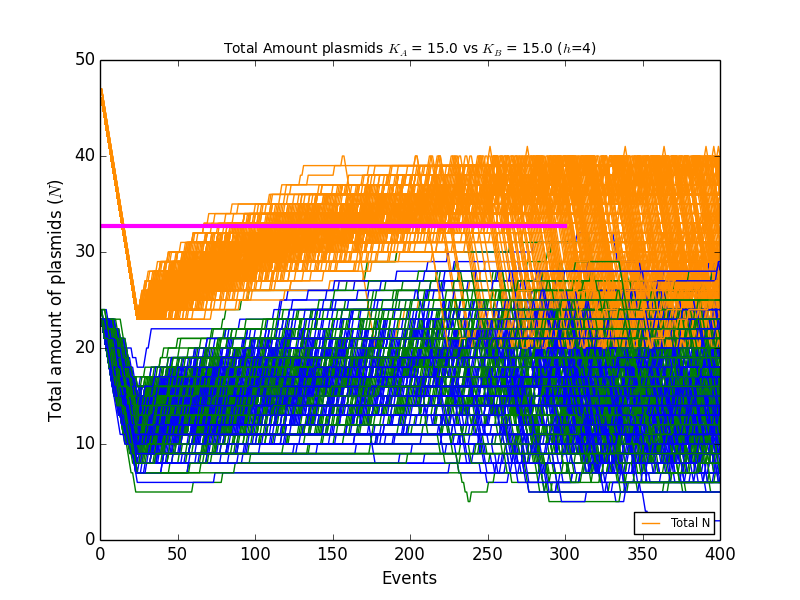 Total Amount plasmids K_A = 15.0 vs K_B = 15.0 (h=4)
Total amount of plasmids (N)
50
40
30
20
10
0
0 50 100 150 200 250 300 350 400
Events
Total N